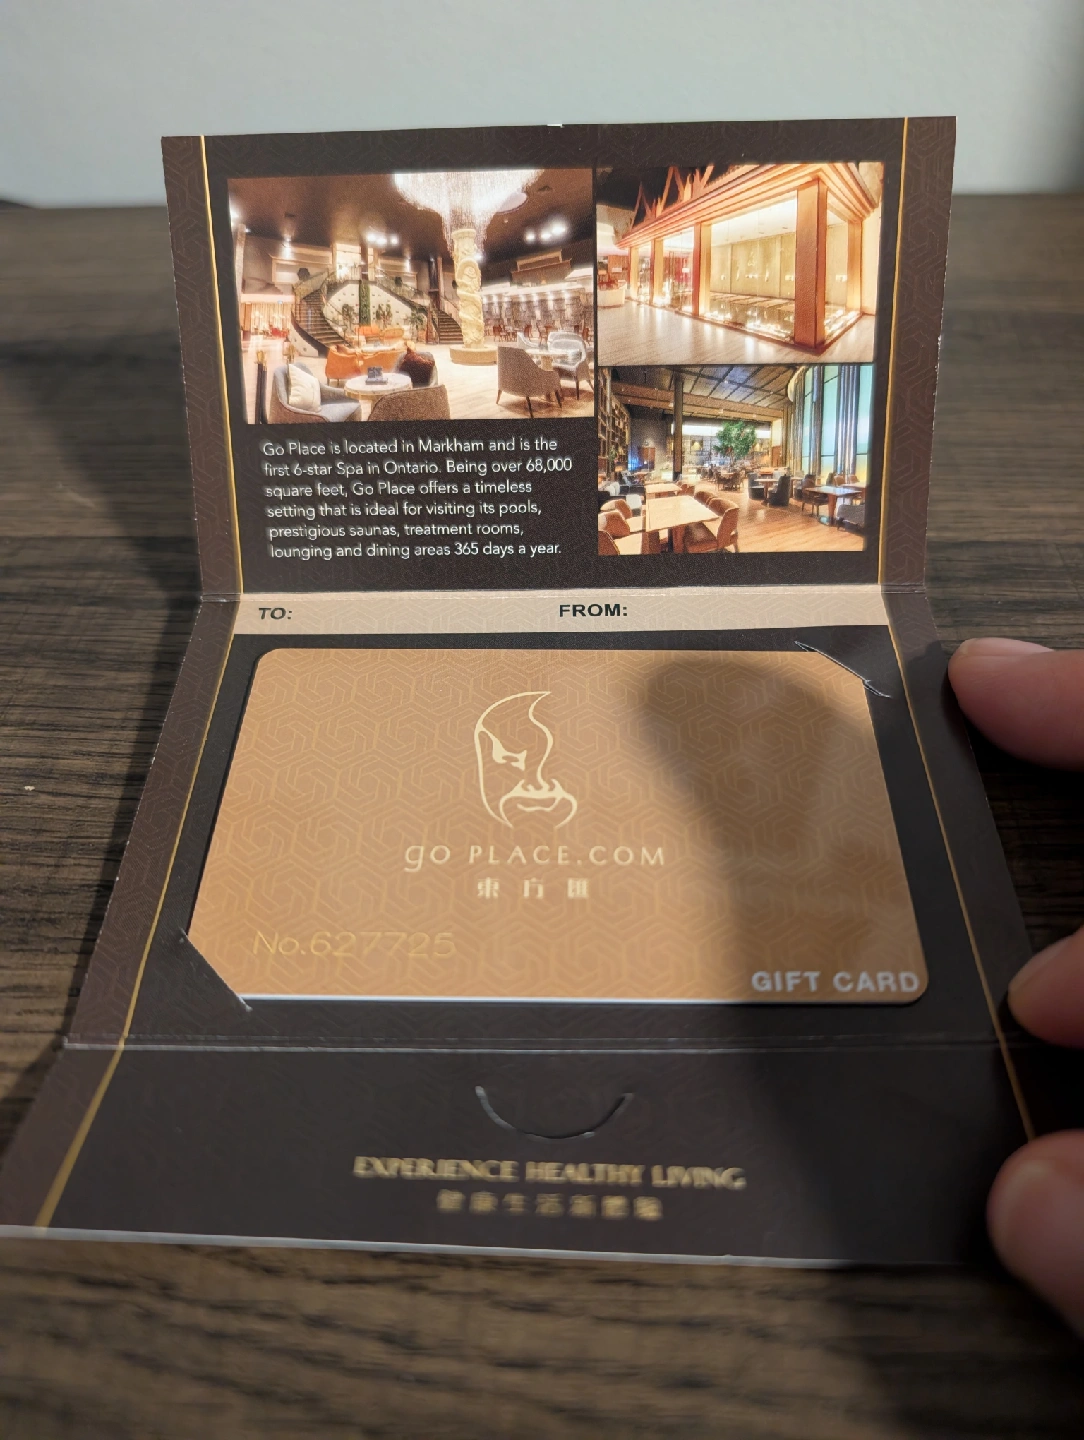 Go Place is located in Markham and is the
first 6-star Spa in Ontario. Being over 68,000
square feet, Go Place offers a timeless
setting that is ideal for visiting its pools,
prestigious saunas, treatment rooms,
lounging and dining areas 365 days a year.
TO: FROM:
go PLACE.COM
東方匯
No.627725
GIFT CARD
EXPERIENCE HEALTHY LIVING
健康生活新體驗